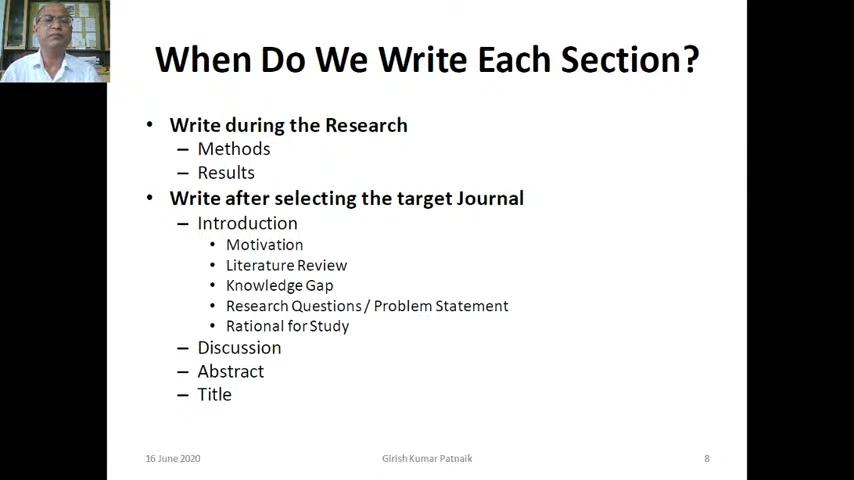 When Do We Write Each Section?
• Write during the Research
– Methods
– Results
• Write after selecting the target Journal
– Introduction
• Motivation
• Literature Review
• Knowledge Gap
• Research Questions / Problem Statement
• Rational for Study
– Discussion
– Abstract
– Title
16 June 2020
Girish Kumar Patnaik
8